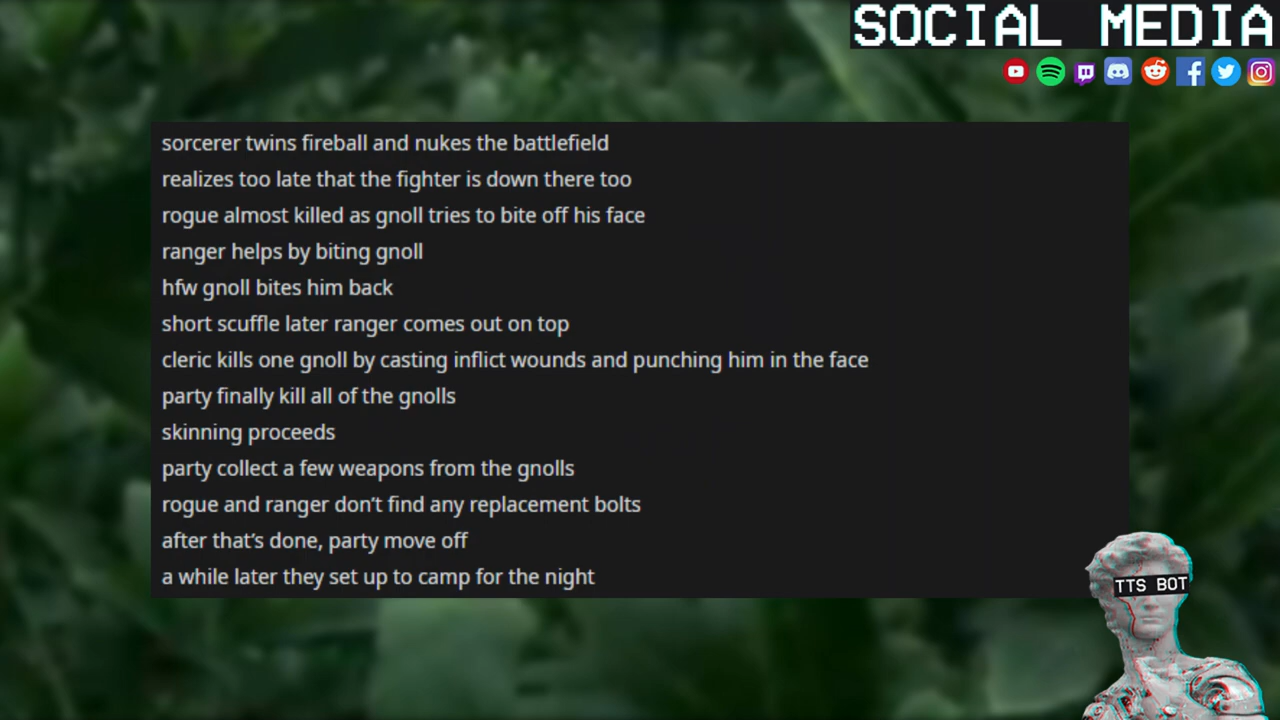 SOCIAL MEDIA
sorcerer twins fireball and nukes the battlefield
realizes too late that the fighter is down there too
rogue almost killed as gnoll tries to bite off his face
ranger helps by biting gnoll
hfw gnoll bites him back
short scuffle later ranger comes out on top
cleric kills one gnoll by casting inflict wounds and punching him in the face
party finally kill all of the gnolls
skinning proceeds
party collect a few weapons from the gnolls
rogue and ranger don’t find any replacement bolts
after that’s done, party move off
a while later they set up to camp for the night
TTS BOT